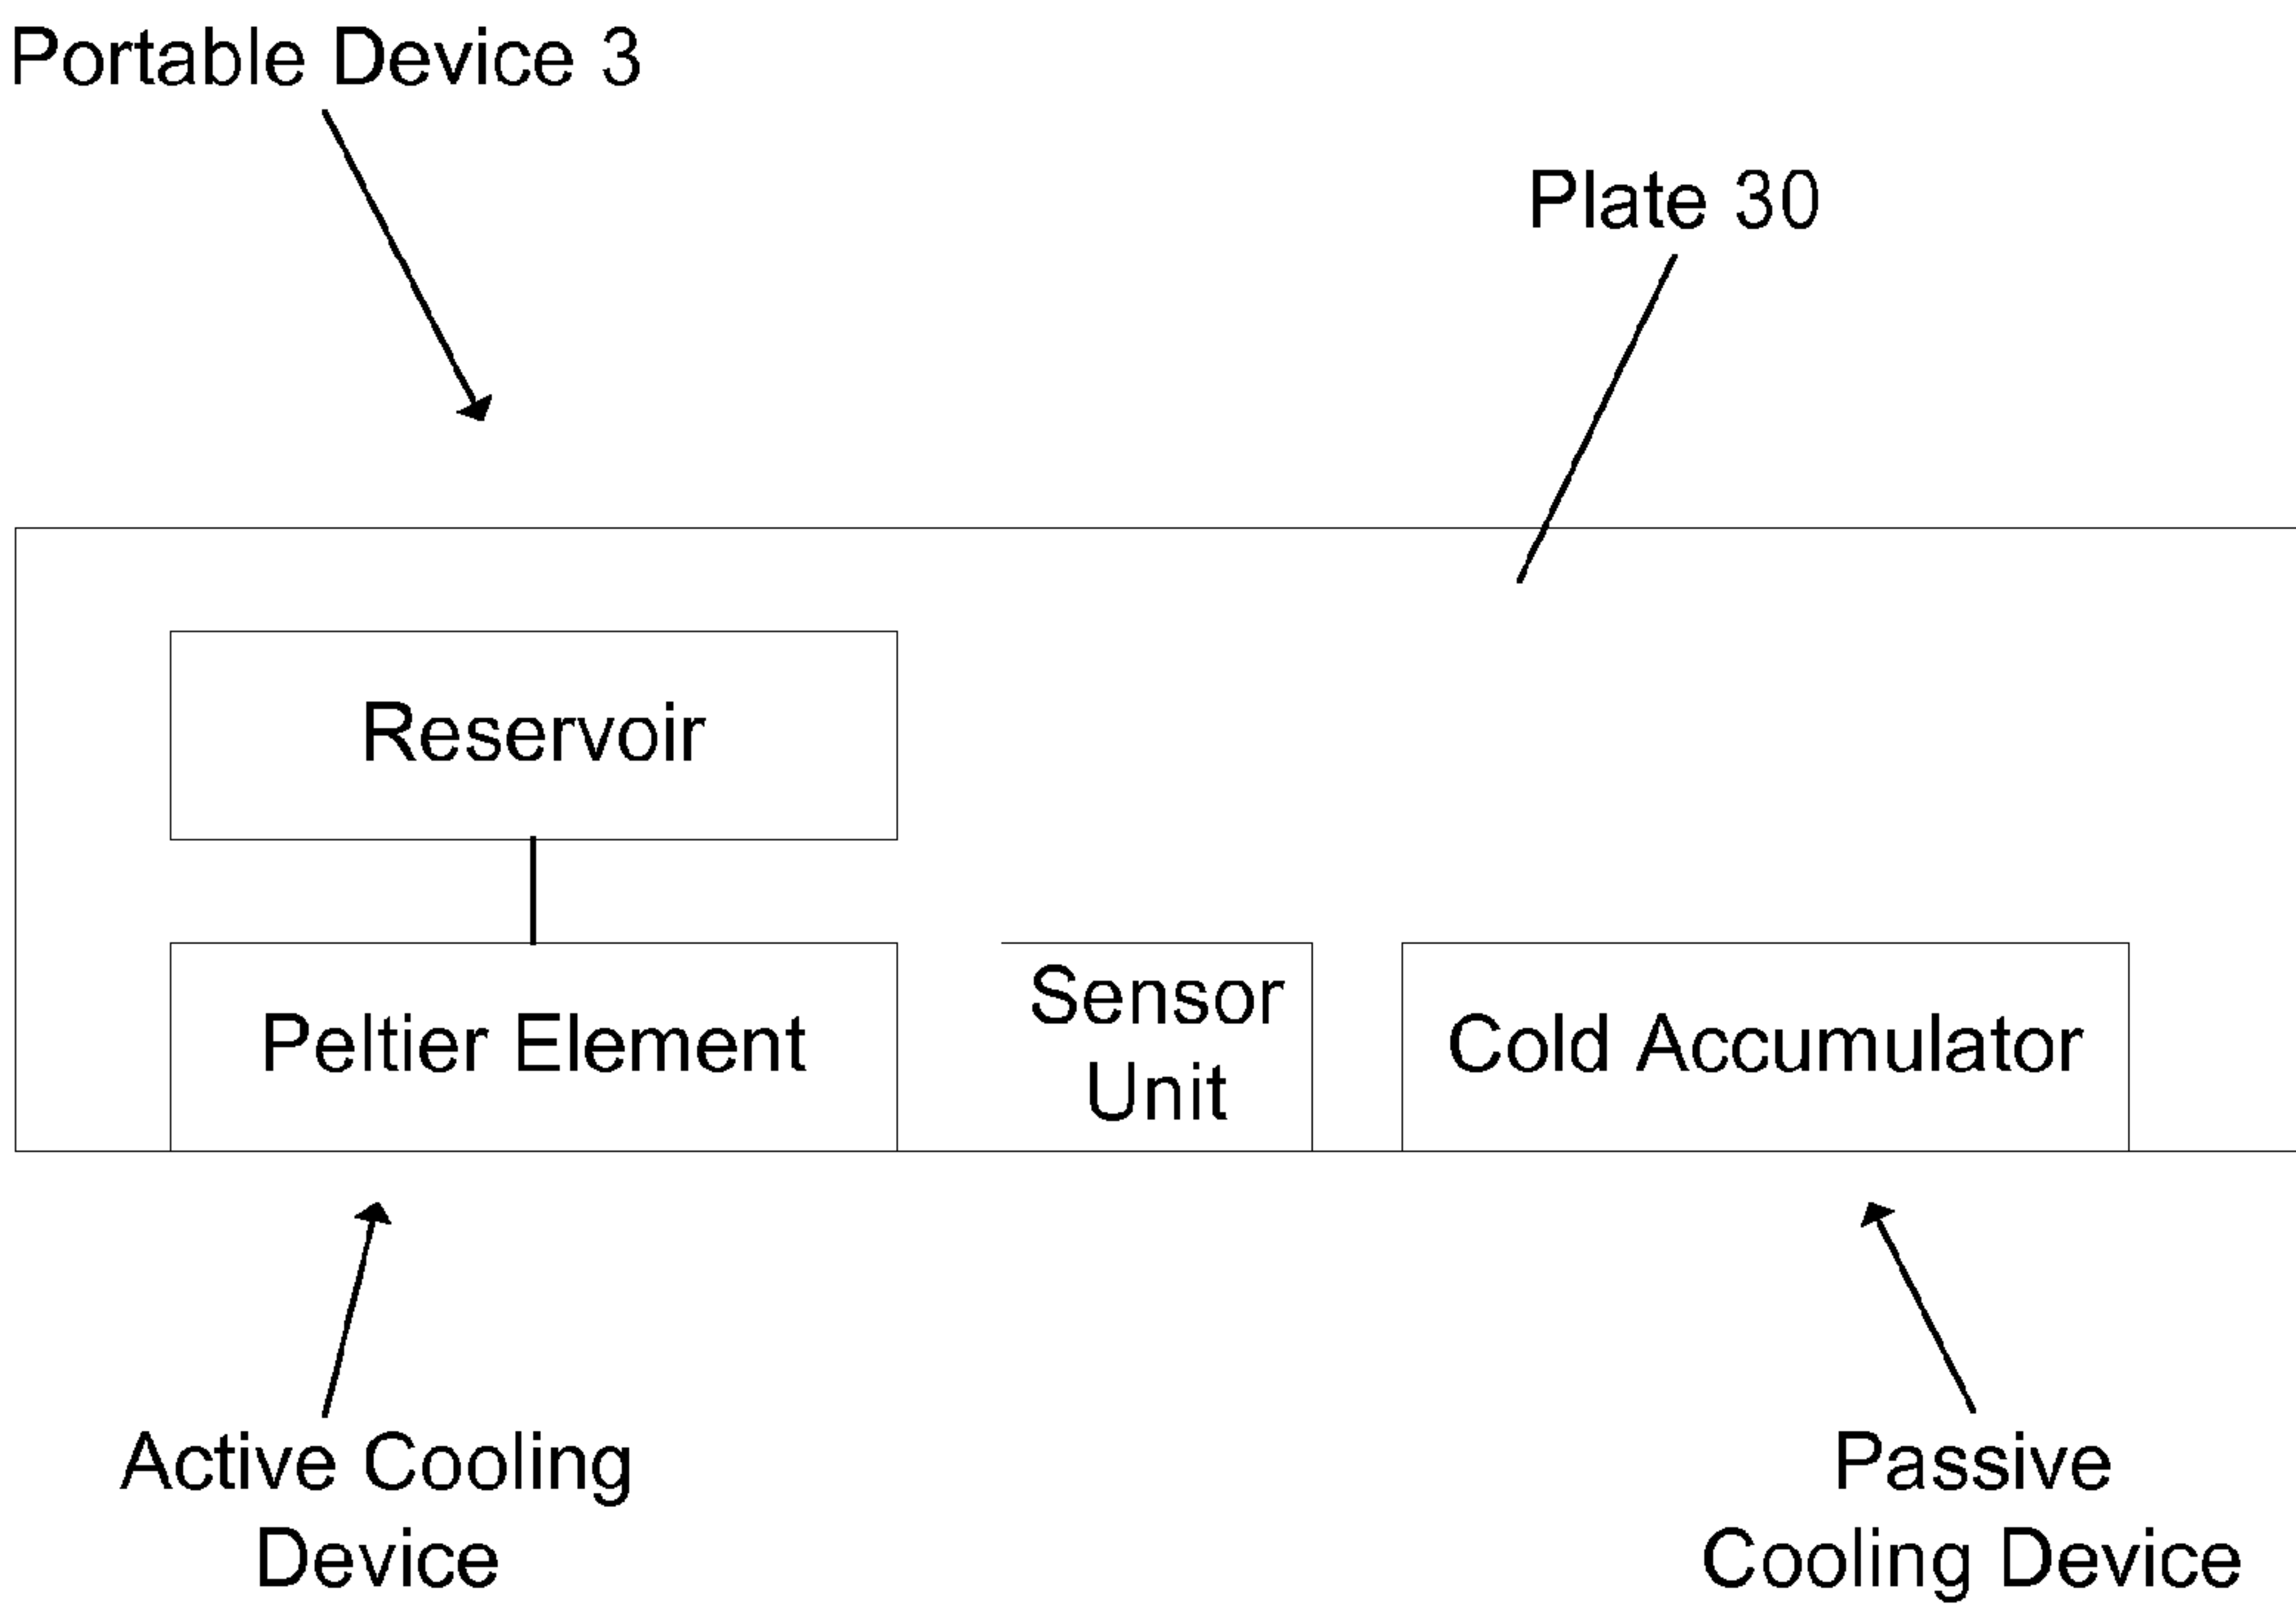 Portable Device 3
Plate 30
Reservoir
Peltier Element
Sensor
Unit
Cold Accumulator
Active Cooling
Device
Passive
Cooling Device